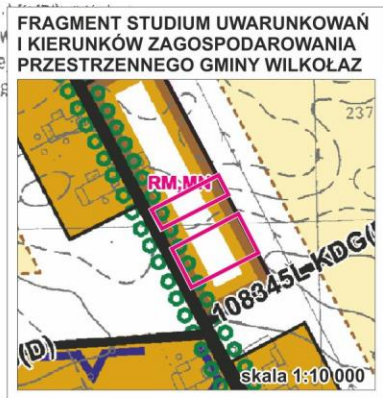 FRAGMENT STUDIUM UWARUNKOWAŃ
I KIERUNKÓW ZAGOSPODAROWANIA
PRZESTRZENNEGO GMINY WILKOŁAZ
237
RM,MN
108345L-KDG(
(D)
skala 1:10 000